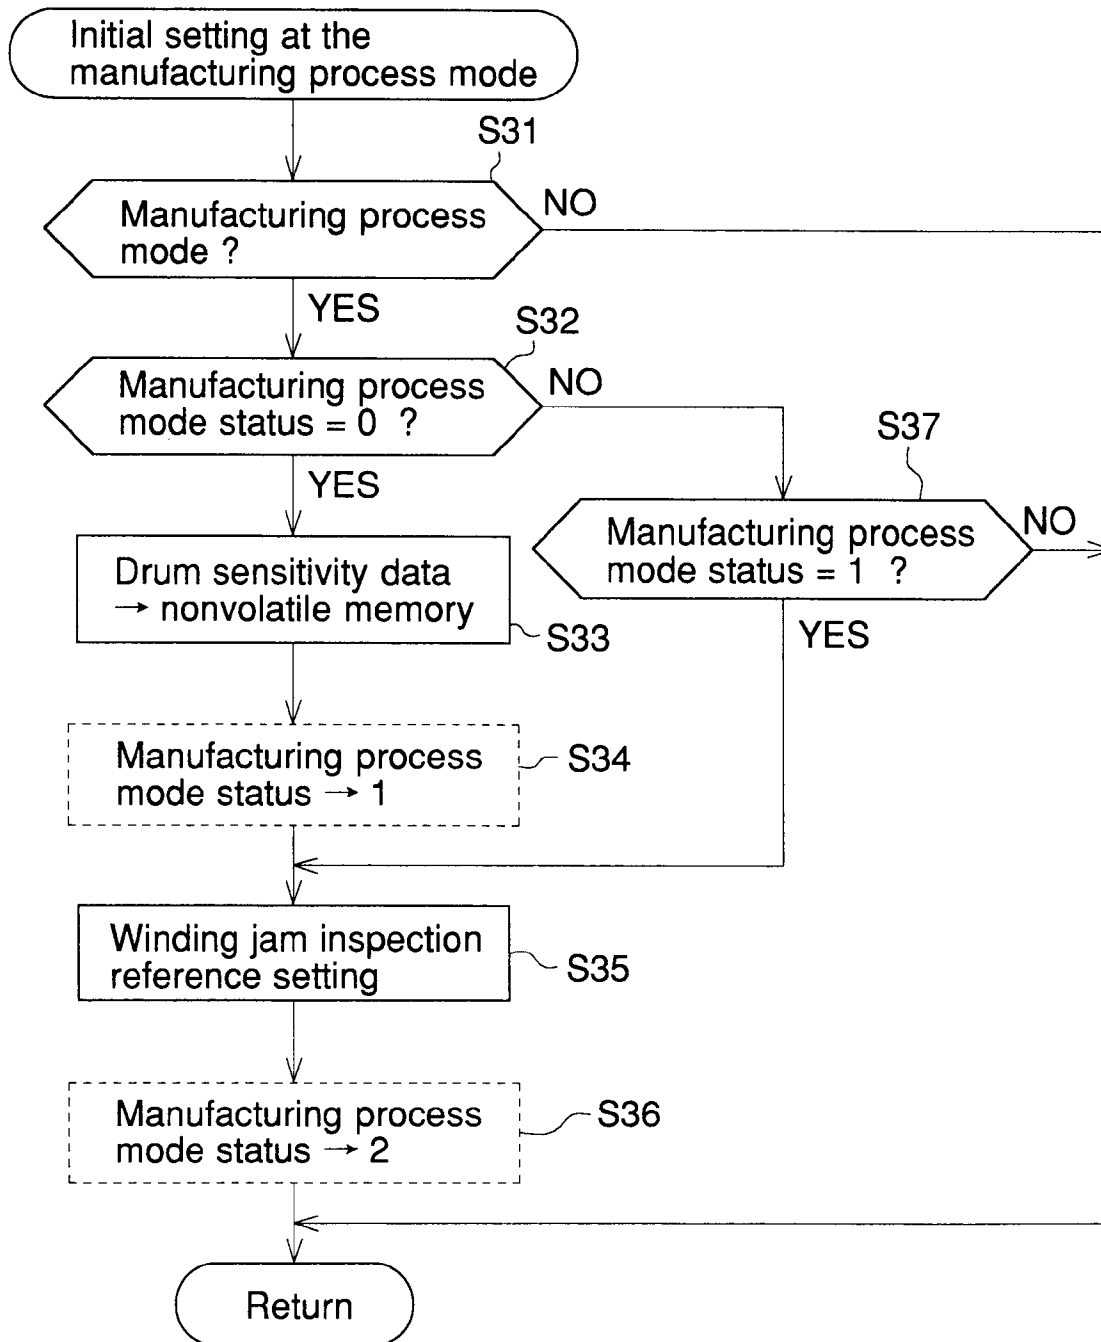 Initial setting at the
manufacturing process mode
S31
Manufacturing process
mode ?
NO
YES
S32
Manufacturing process
mode status = 0 ?
NO
YES
S37
Manufacturing process
mode status = 1 ?
NO
YES
Drum sensitivity data
→ nonvolatile memory
S33
Manufacturing process
mode status → 1
S34
Winding jam inspection
reference setting
S35
Manufacturing process
mode status → 2
S36
Return